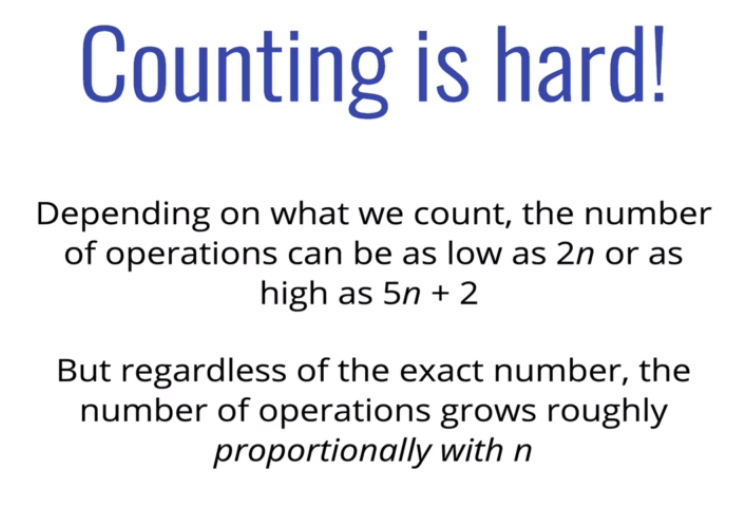 Counting is hard!
Depending on what we count, the number
of operations can be as low as 2n or as
high as 5n + 2
But regardless of the exact number, the
number of operations grows roughly
proportionally with n